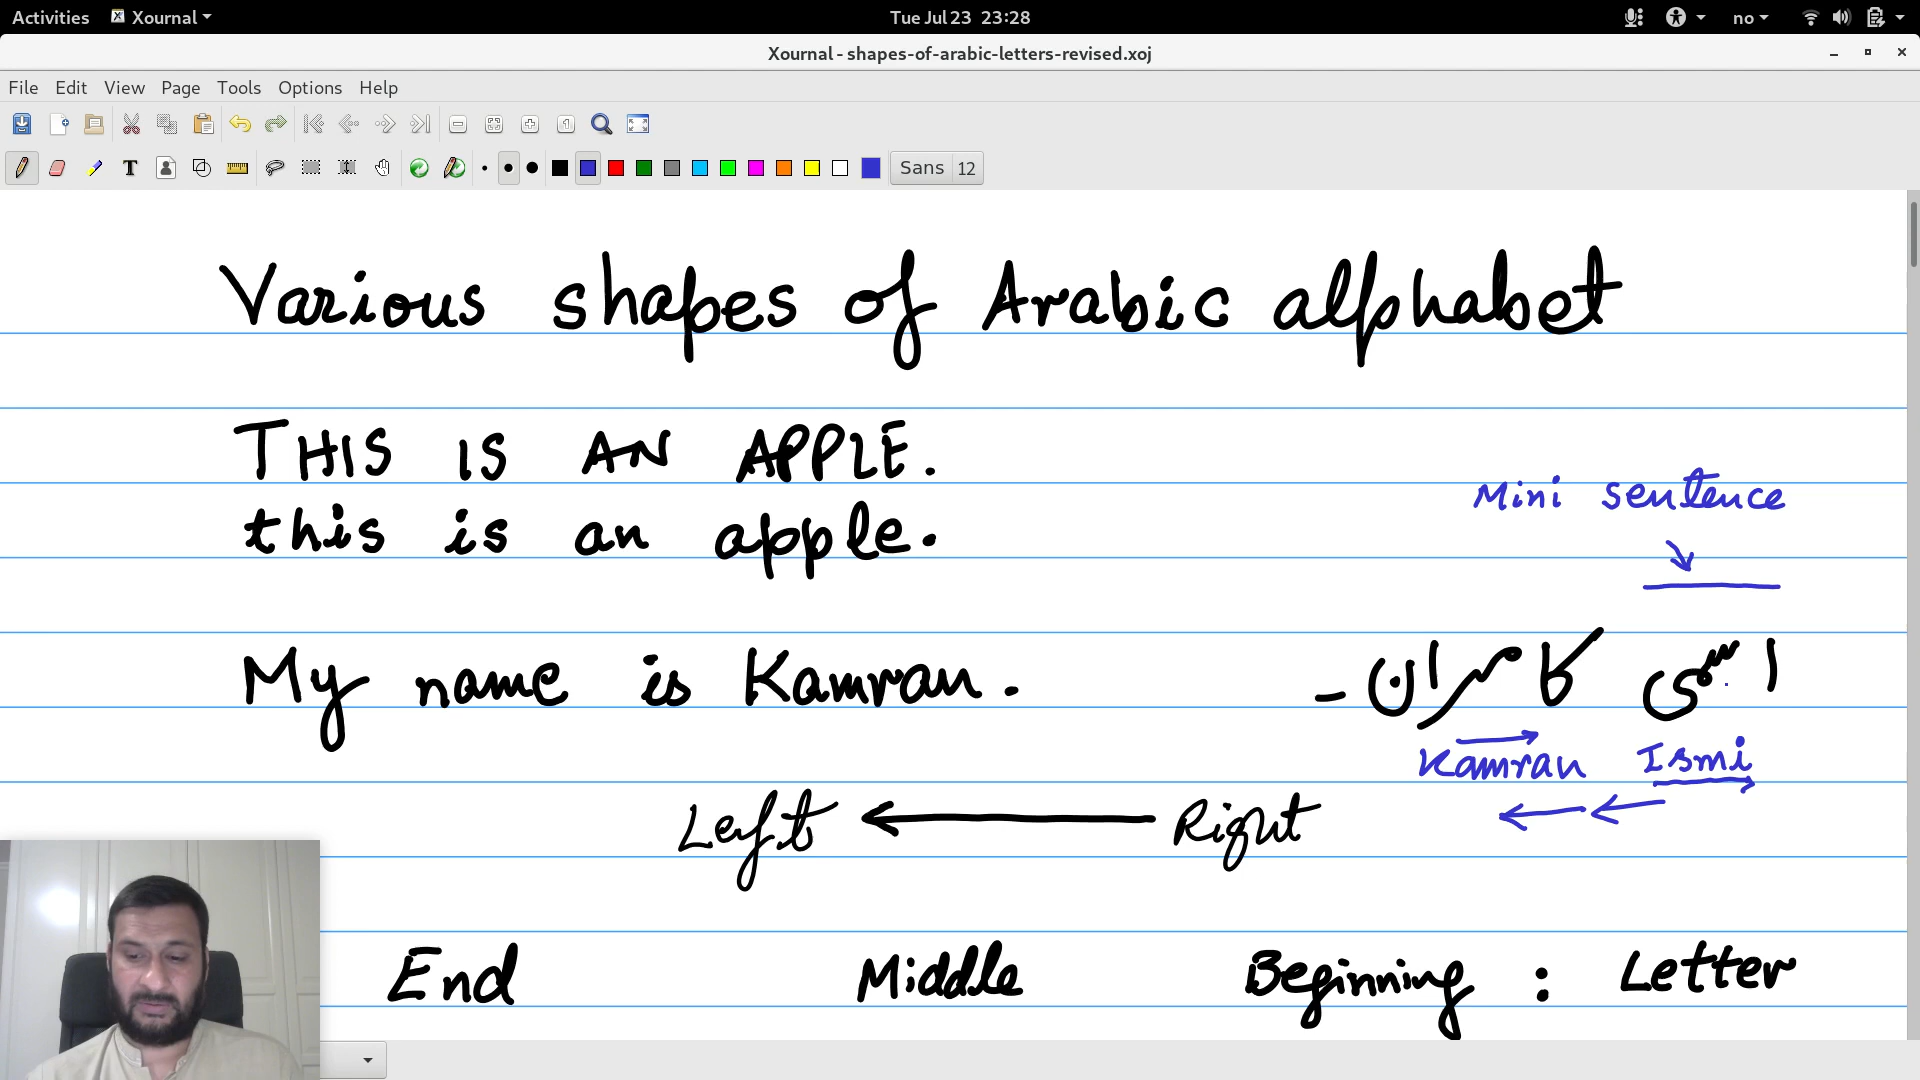 Activities Xournal Tue Jul 23 23:28 no
Xournal - shapes-of-arabic-letters-revised.xoj
File Edit View Page Tools Options Help
Sans 12
Various shapes of Arabic alphabet
THIS IS AN APPLE.
this is an apple.
Mini sentence
My name is Kamran.
اسمي كامران -
Kamran Ismi
Left Right
End Middle Beginning : Letter